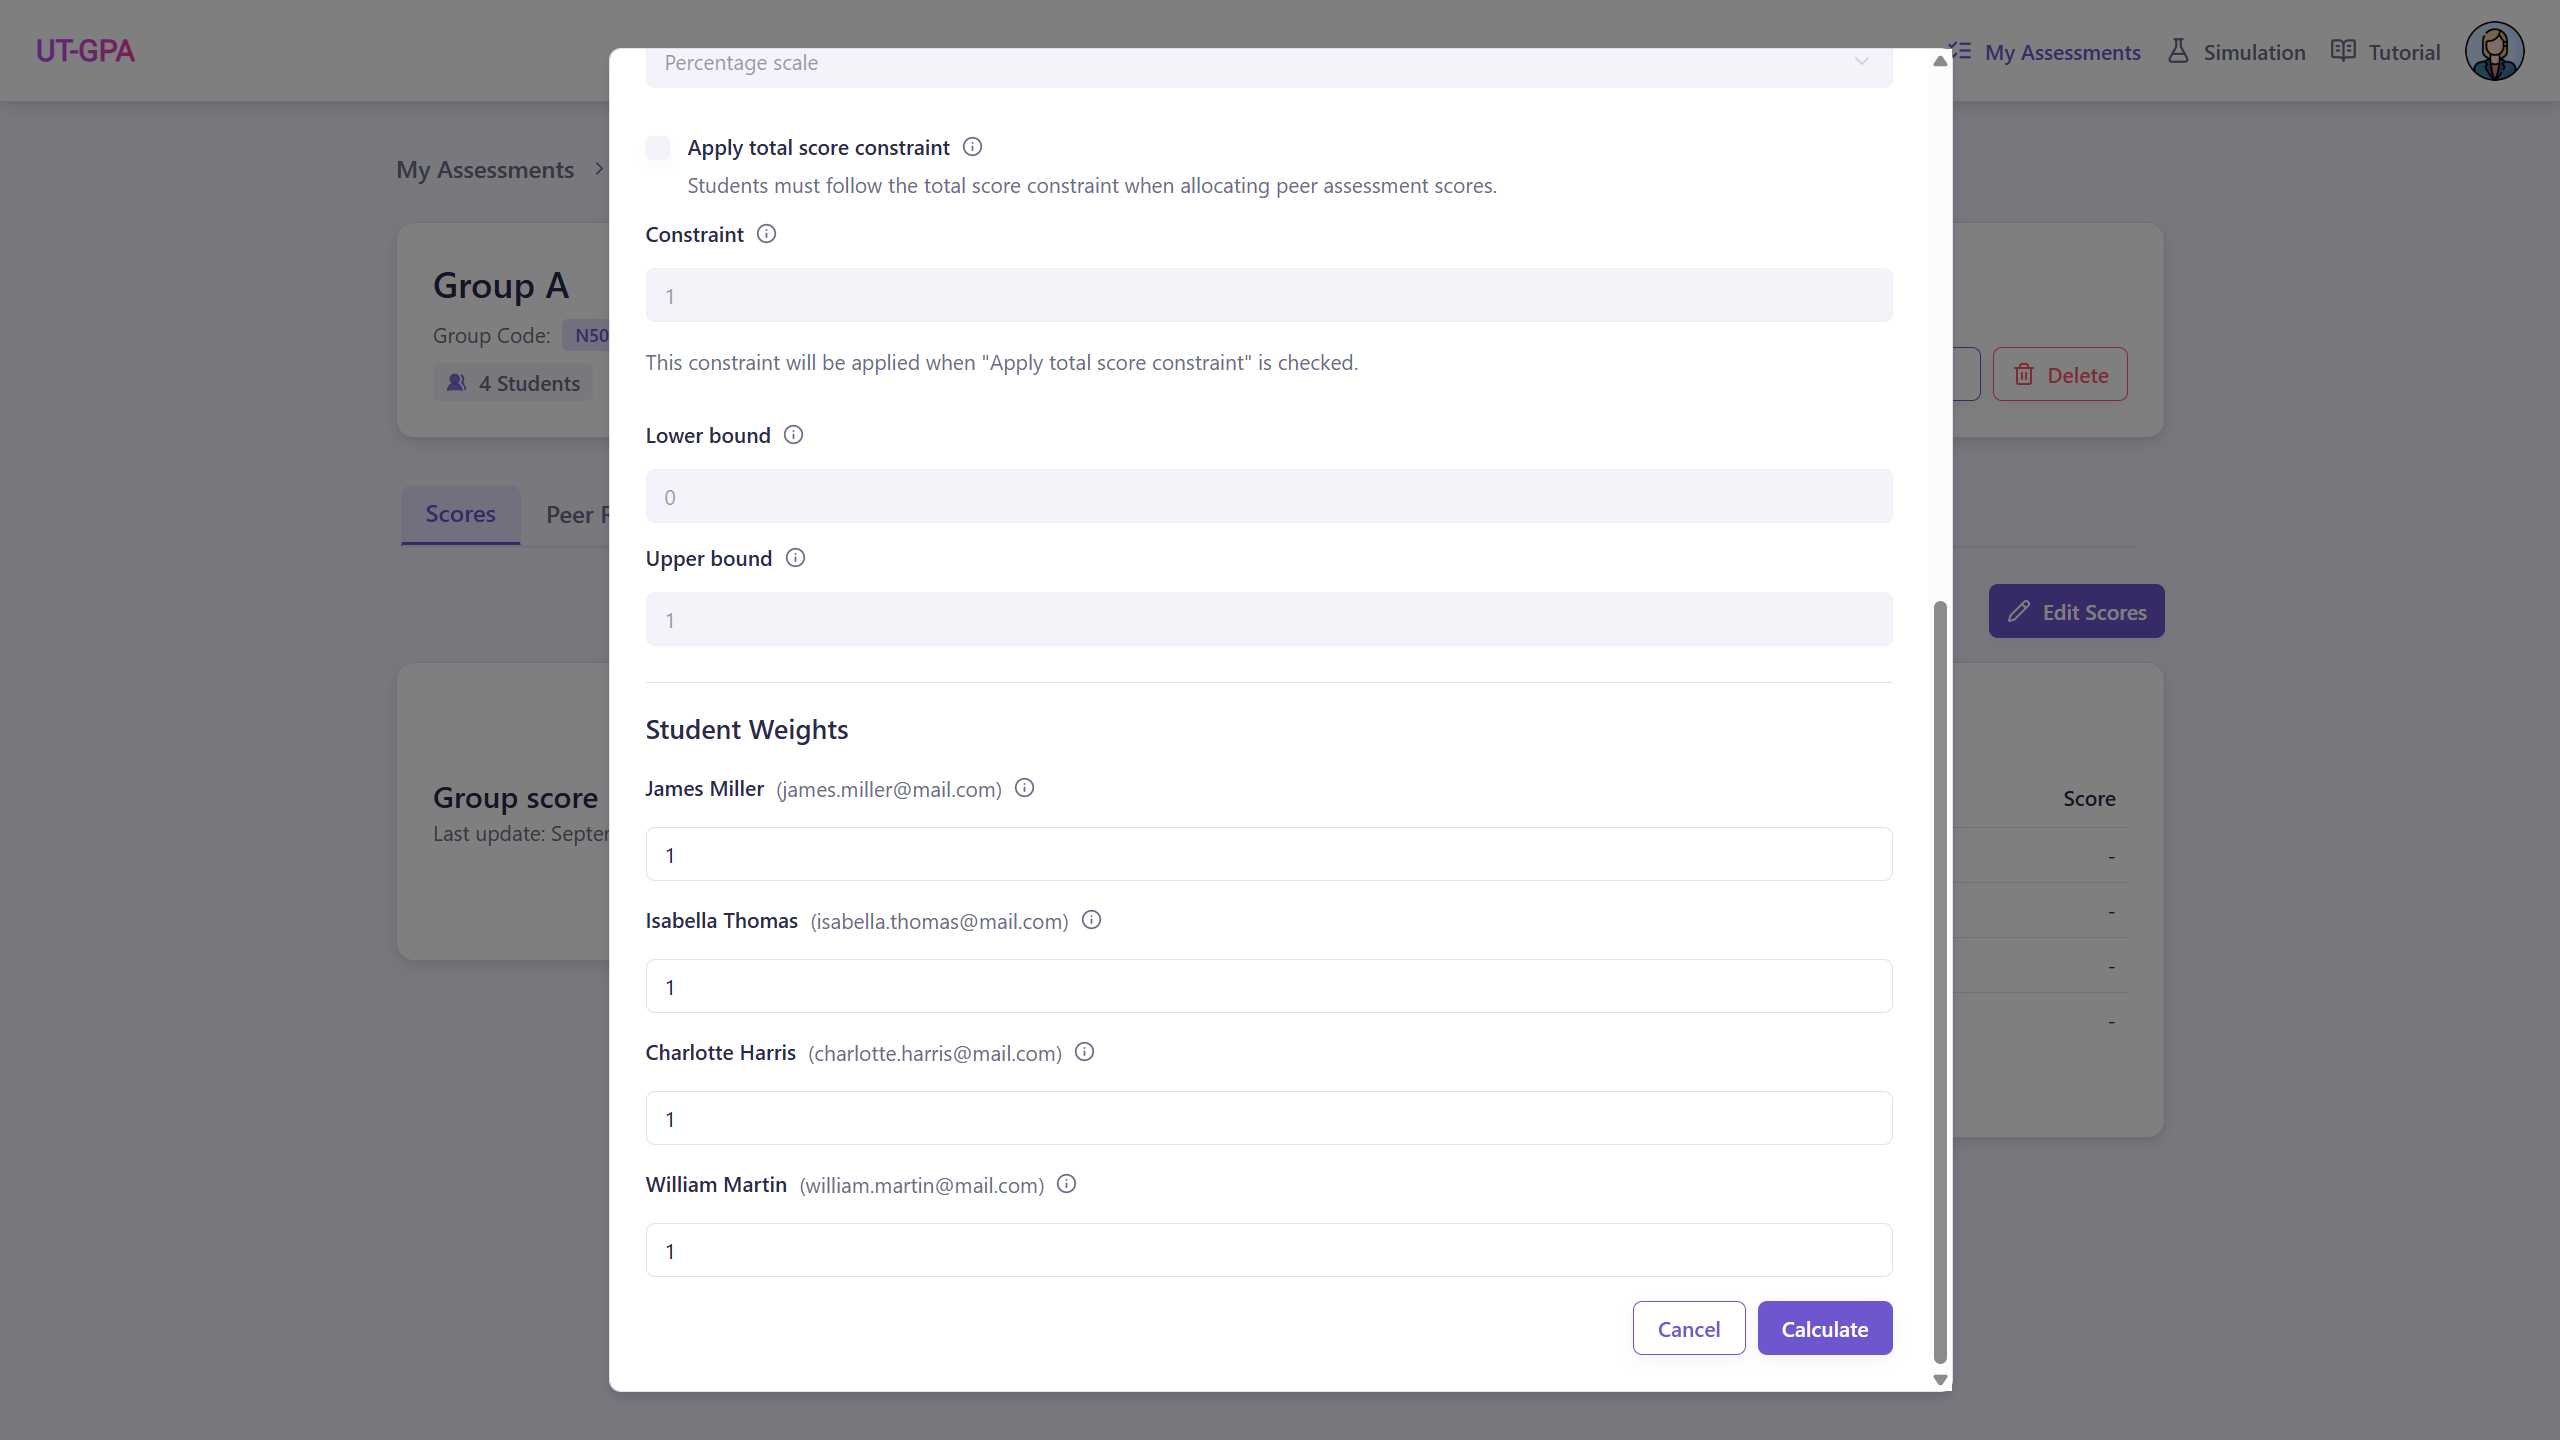 UT-GPA
My Assessments
Simulation
Tutorial
My Assessments
Group A
Group Code: N50
4 Students
Delete
Scores
Peer
Edit Scores
Group score
Last update:
Score
-
-
-
-
Percentage scale
Apply total score constraint
Students must follow the total score constraint when allocating peer assessment scores.
Constraint
1
This constraint will be applied when "Apply total score constraint" is checked.
Lower bound
0
Upper bound
1
Student Weights
James Miller (james.miller@mail.com)
1
Isabella Thomas (isabella.thomas@mail.com)
1
Charlotte Harris (charlotte.harris@mail.com)
1
William Martin (william.martin@mail.com)
1
Cancel
Calculate